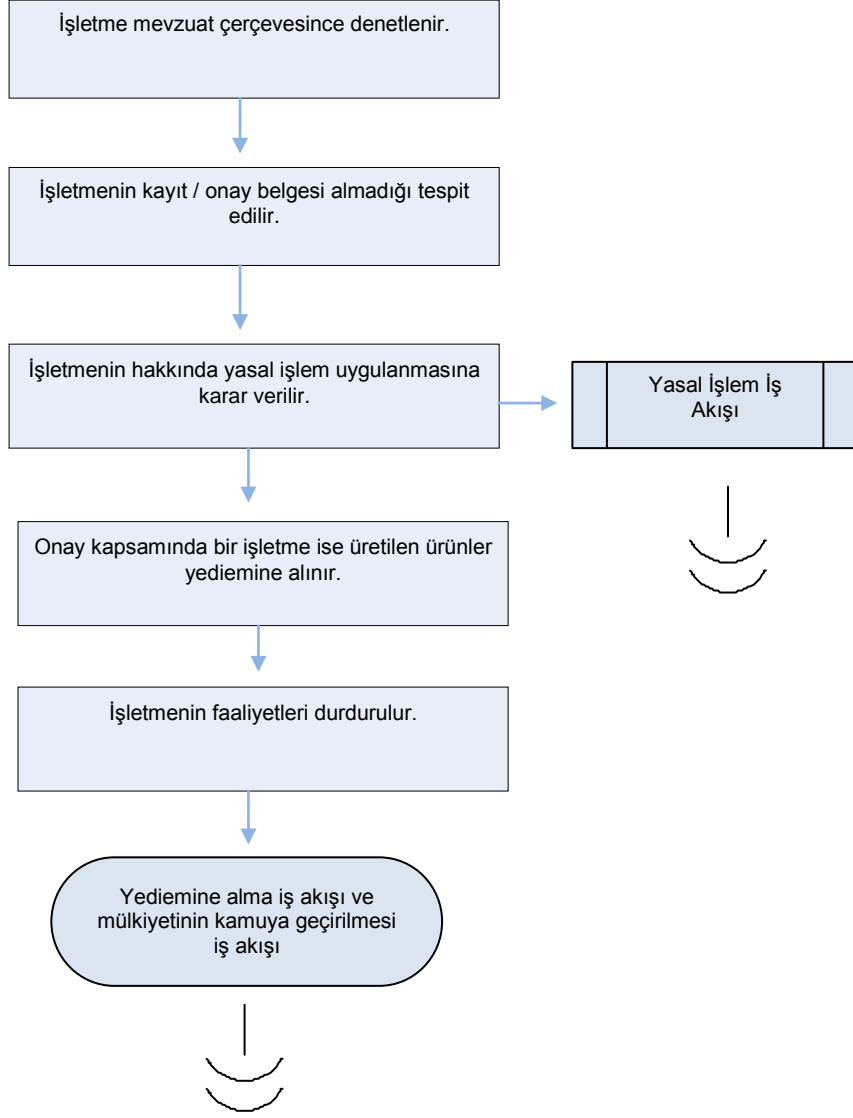 İşletme mevzuat çerçevesince denetlenir.
İşletmenin kayıt / onay belgesi almadığı tespit
edilir.
İşletmenin hakkında yasal işlem uygulanmasına
karar verilir.
Yasal İşlem İş
Akışı
Onay kapsamında bir işletme ise üretilen ürünler
yediemine alınır.
İşletmenin faaliyetleri durdurulur.
Yediemine alma iş akışı ve
mülkiyetinin kamuya geçirilmesi
iş akışı